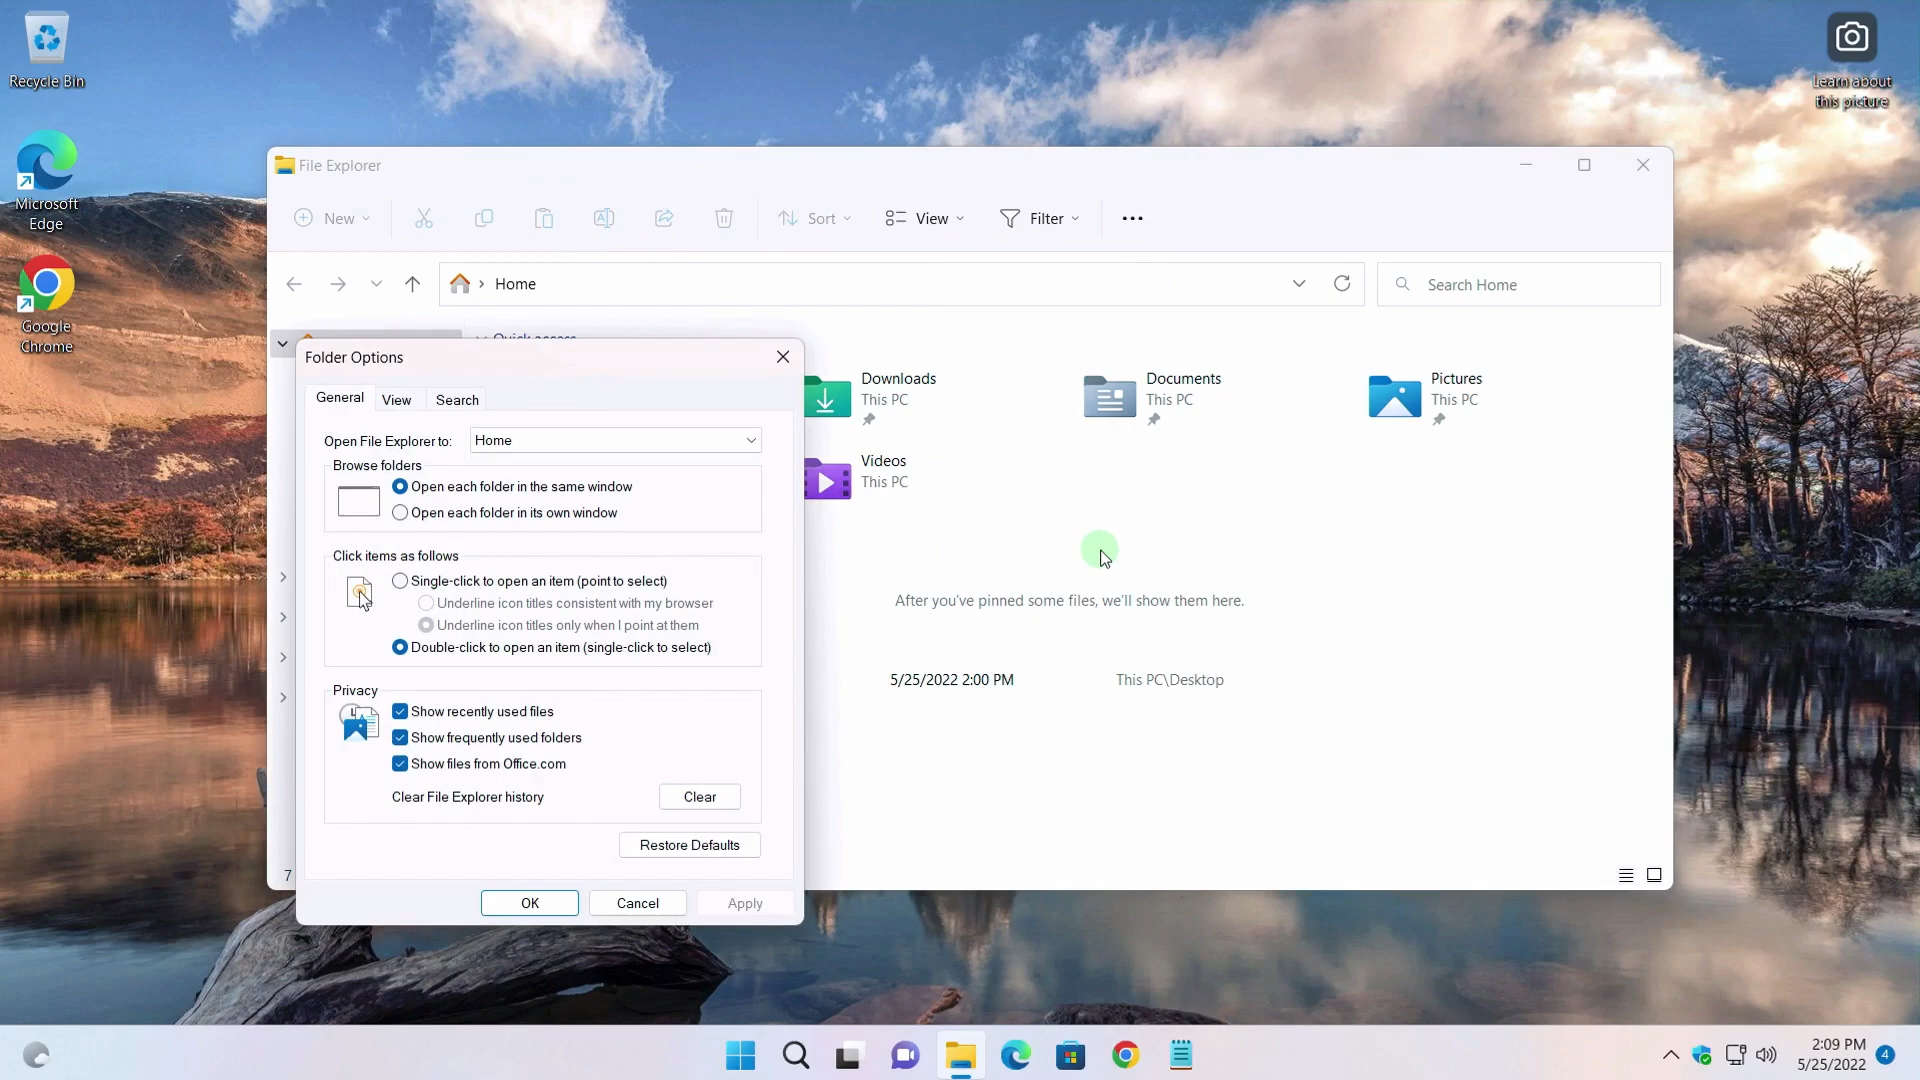 Recycle Bin
Learn about
this picture
Microsoft
Edge
Google
Chrome
File Explorer
New
Sort
View
Filter
Home
Search Home
Quick access
Folder Options
General
View
Search
Open File Explorer to:
Home
Browse folders
Open each folder in the same window
Open each folder in its own window
Click items as follows
Single-click to open an item (point to select)
Underline icon titles consistent with my browser
Underline icon titles only when I point at them
Double-click to open an item (single-click to select)
Privacy
Show recently used files
Show frequently used folders
Show files from Office.com
Clear File Explorer history
Clear
Restore Defaults
OK
Cancel
Apply
Downloads
This PC
Documents
This PC
Pictures
This PC
Videos
This PC
After you've pinned some files, we'll show them here.
5/25/2022 2:00 PM
This PC\Desktop
7
2:09 PM
5/25/2022
4